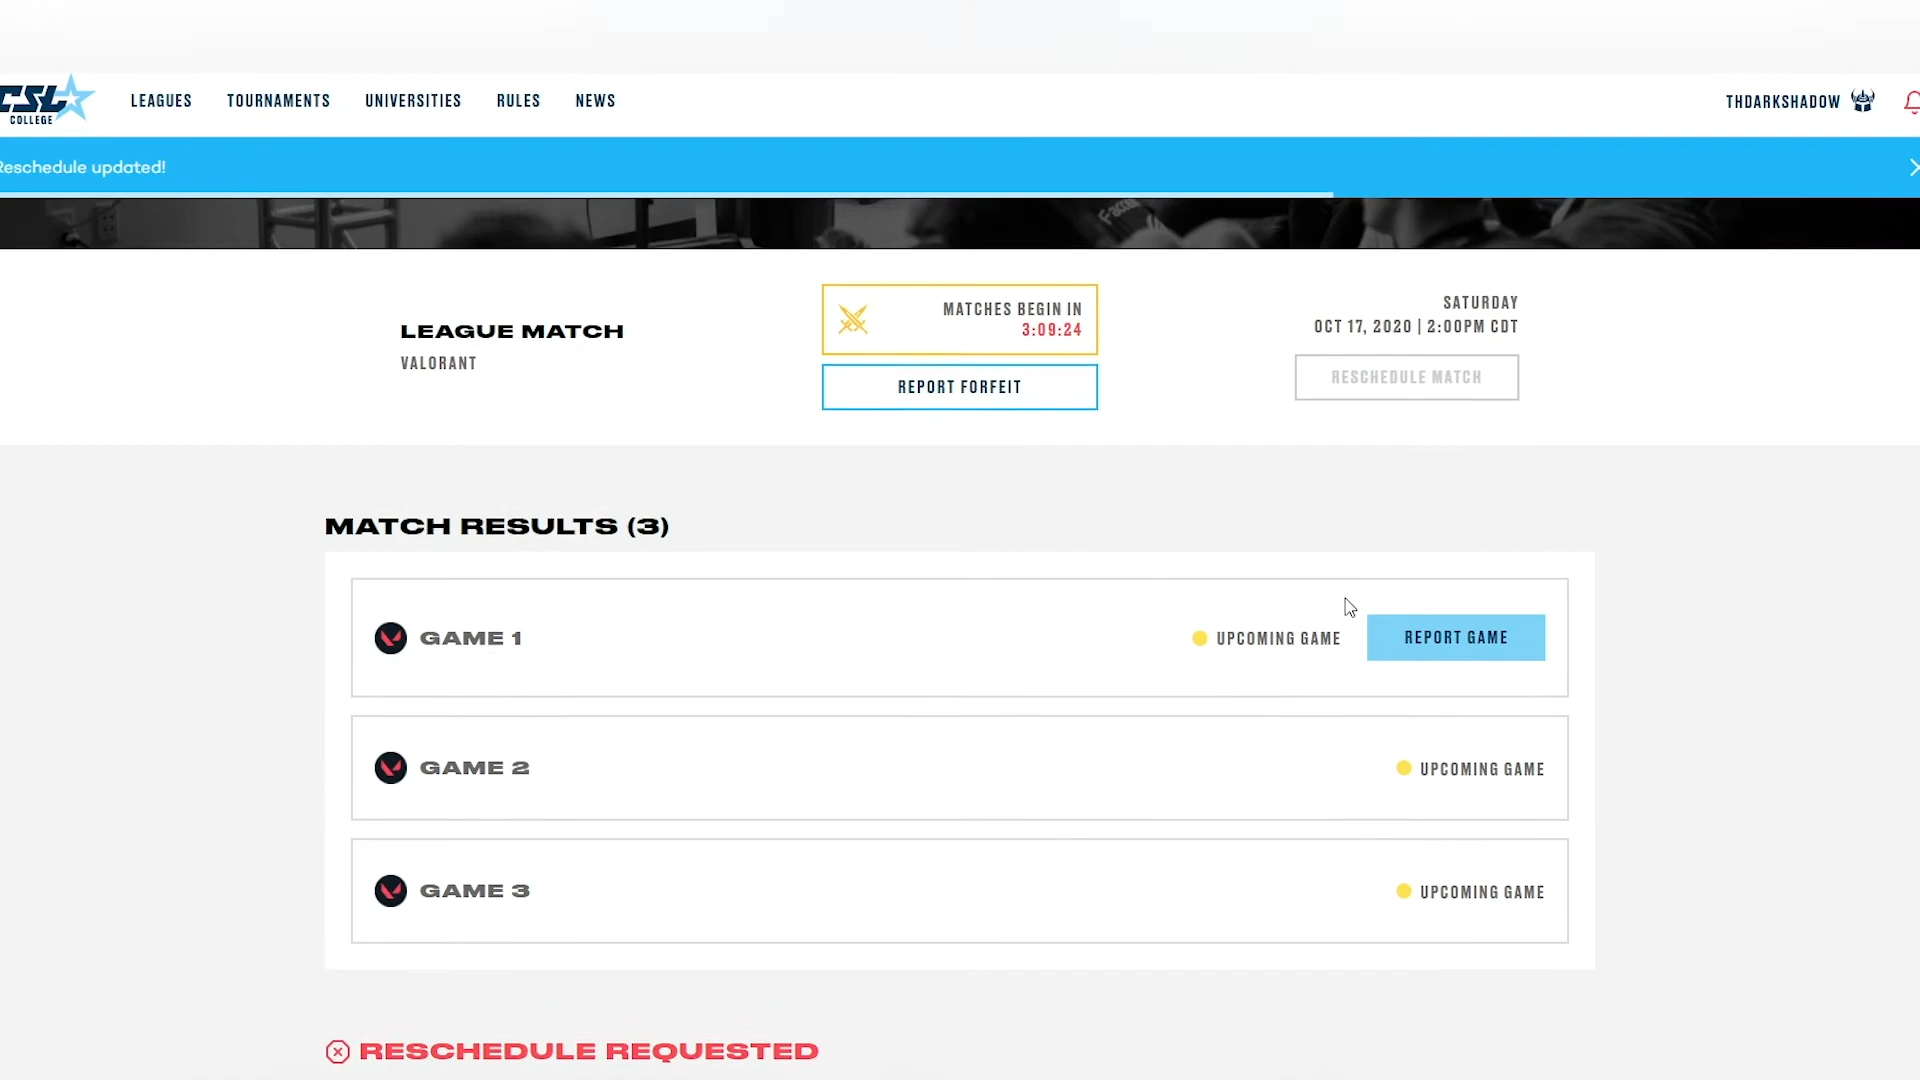 CSL
COLLEGE
LEAGUES
TOURNAMENTS
UNIVERSITIES
RULES
NEWS
THDARKSHADOW
Reschedule updated!
LEAGUE MATCH
VALORANT
MATCHES BEGIN IN
3:09:24
REPORT FORFEIT
SATURDAY
OCT 17, 2020 | 2:00PM CDT
RESCHEDULE MATCH
MATCH RESULTS (3)
GAME 1
UPCOMING GAME
REPORT GAME
GAME 2
UPCOMING GAME
GAME 3
UPCOMING GAME
RESCHEDULE REQUESTED